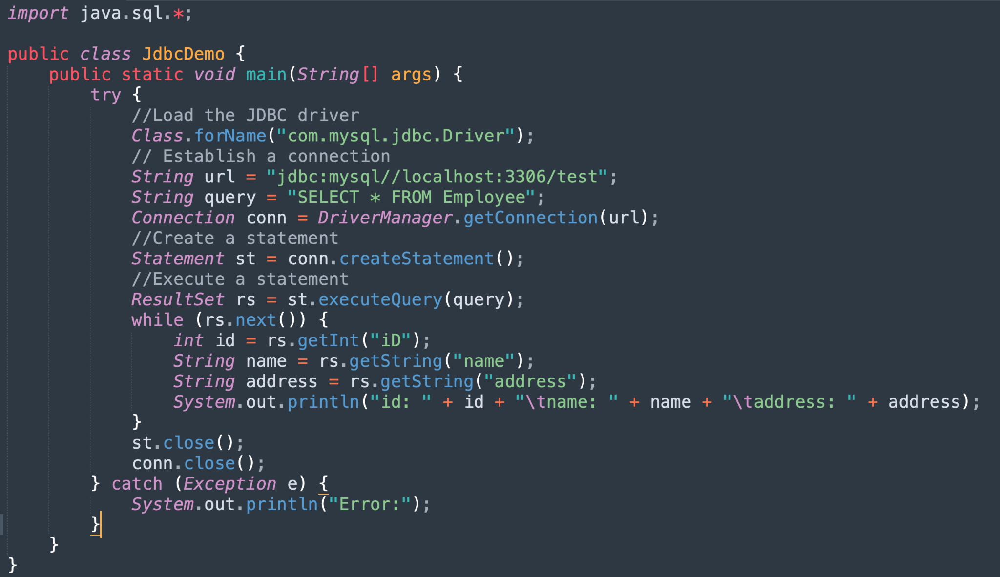 import java.sql.*;

public class JdbcDemo {
    public static void main(String[] args) {
        try {
            //Load the JDBC driver
            Class.forName("com.mysql.jdbc.Driver");
            // Establish a connection
            String url = "jdbc:mysql//localhost:3306/test";
            String query = "SELECT * FROM Employee";
            Connection conn = DriverManager.getConnection(url);
            //Create a statement
            Statement st = conn.createStatement();
            //Execute a statement
            ResultSet rs = st.executeQuery(query);
            while (rs.next()) {
                int id = rs.getInt("iD");
                String name = rs.getString("name");
                String address = rs.getString("address");
                System.out.println("id: " + id + "\tname: " + name + "\taddress: " + address);
            }
            st.close();
            conn.close();
        } catch (Exception e) {
            System.out.println("Error:");
        }
    }
}